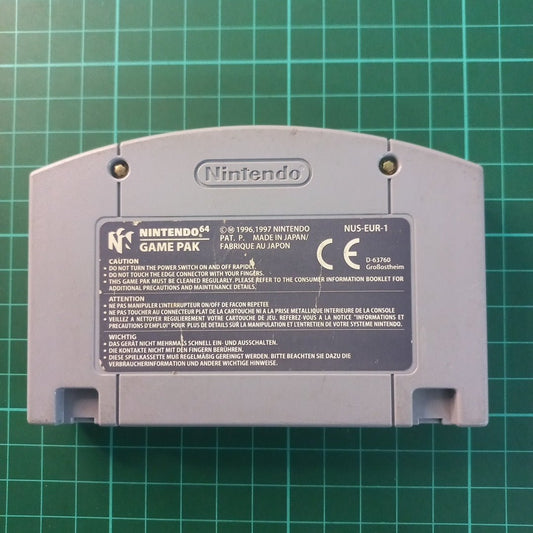 Nintendo
NINTENDO 64
GAME PAK
© Ⓜ 1996,1997 NINTENDO
PAT. P. MADE IN JAPAN/
FABRIQUE AU JAPON
NUS-EUR-1
CE
D-63760
Großostheim
CAUTION
• DO NOT TURN THE POWER SWITCH ON AND OFF RAPIDLY.
• DO NOT TOUCH THE EDGE CONNECTOR WITH YOUR FINGERS.
• THIS GAME PAK MUST BE CLEANED REGULARLY. PLEASE REFER TO THE CONSUMER INFORMATION BOOKLET FOR
ADDITIONAL PRECAUTIONS AND MAINTENANCE DETAILS.
ATTENTION
• NE PAS MANIPULER L'INTERRUPTEUR ON/OFF DE FACON REPETEE
• NE PAS TOUCHER AU CONNECTEUR PLAT DE LA CARTOUCHE NI A LA PRISE METALLIQUE INTERIEURE DE LA CONSOLE
• VEILLEZ A NETTOYER REGULIEREMENT VOTRE CARTOUCHE DE JEU. REFEREZ-VOUS A LA NOTICE "INFORMATIONS ET
PRECAUTIONS D'EMPLOI" POUR PLUS DE DETAILS SUR LA MANIPULATION ET L'ENTRETIEN DE VOTRE SYSTEME NINTENDO.
WICHTIG
• DAS GERÄT NICHT MEHRMALS SCHNELL EIN- UND AUSSCHALTEN.
• DIE KONTAKTE NICHT MIT DEN FINGERN BERÜHREN.
• DIESE SPIELKASSETTE MUß REGELMÄßIG GEREINIGT WERDEN. BITTE BEACHTEN SIE DAZU DIE
VERBRAUCHERINFORMATION UND ANDERE WICHTIGE HINWEISE.